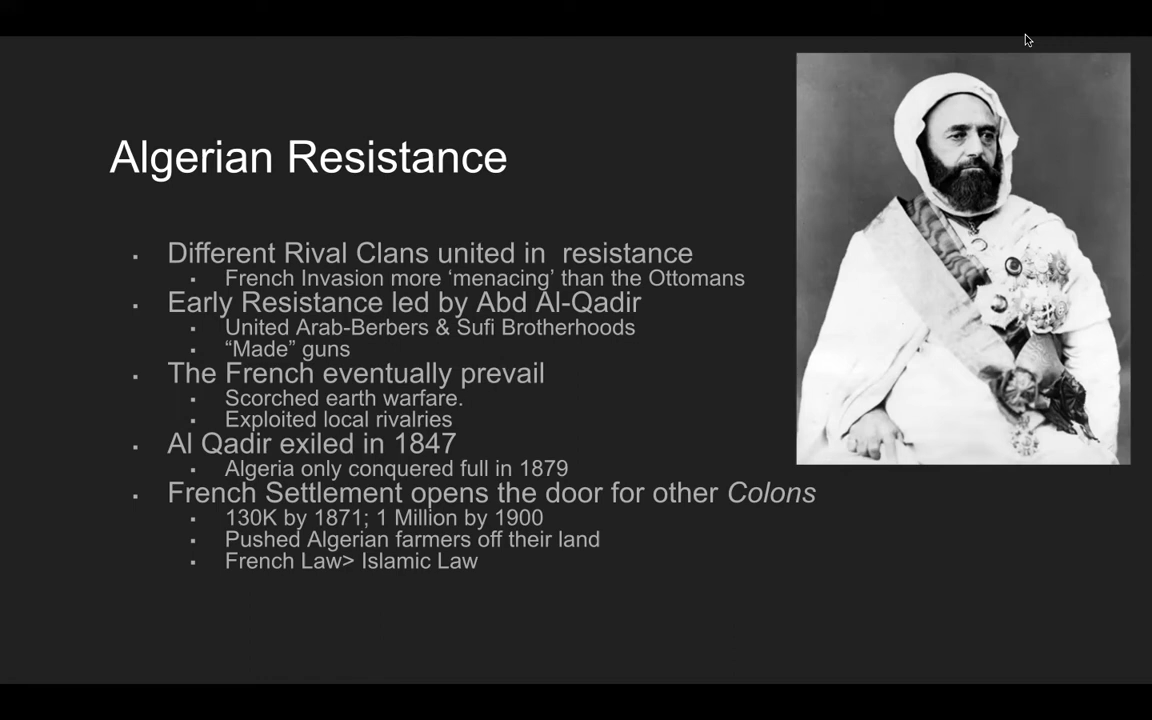 Algerian Resistance
▪ Different Rival Clans united in  resistance
▪ French Invasion more ‘menacing’ than the Ottomans
▪ Early Resistance led by Abd Al-Qadir
▪ United Arab-Berbers & Sufi Brotherhoods
▪ “Made” guns
▪ The French eventually prevail
▪ Scorched earth warfare.
▪ Exploited local rivalries
▪ Al Qadir exiled in 1847
▪ Algeria only conquered full in 1879
▪ French Settlement opens the door for other Colons
▪ 130K by 1871; 1 Million by 1900
▪ Pushed Algerian farmers off their land
▪ French Law> Islamic Law